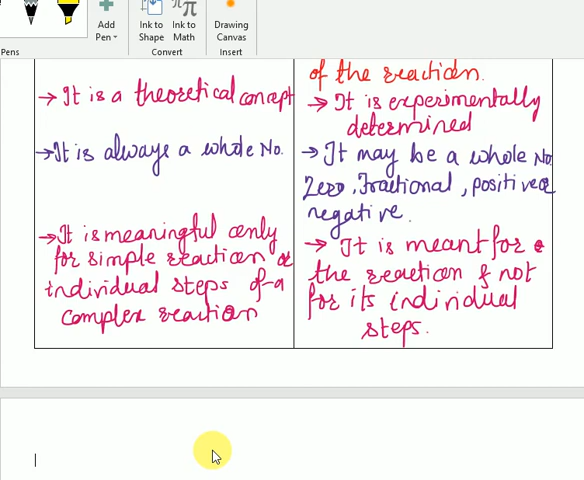 Add
Pen
Ink to
Shape
Ink to
Math
Drawing
Canvas
Pens
Convert
Insert
→ It is a theoretical concept
→ It is always a whole No.
→ It is meaningful only
for simple reaction or
individual steps of a
complex reaction
of the reaction.
→ It is experimentally
determined
→ It may be a whole No
Zero, Fractional, positive or
negative.
→ It is meant for
the reaction & not
for its individual
steps.